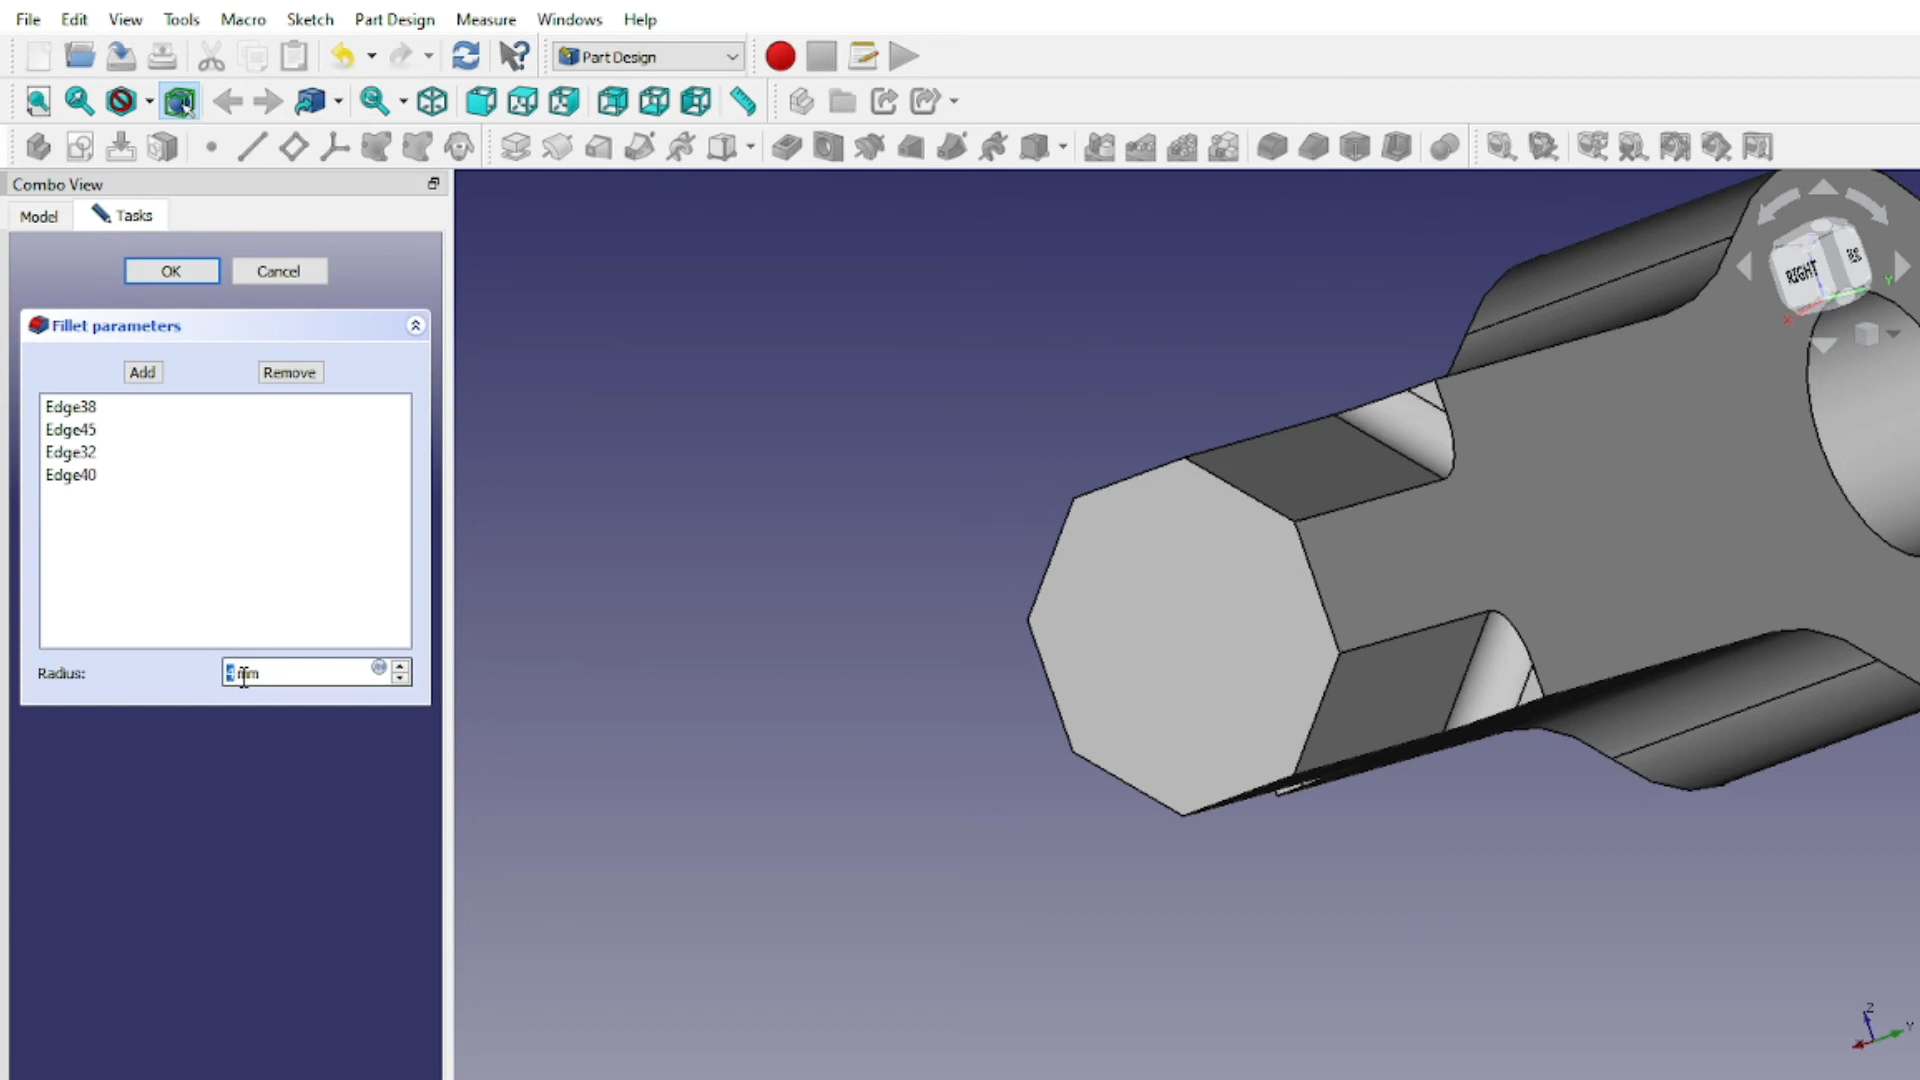 File Edit View Tools Macro Sketch Part Design Measure Windows Help
Part Design
Combo View
Model Tasks
OK Cancel
Fillet parameters
Add Remove
Edge38
Edge45
Edge32
Edge40
Radius: mm
RIGHT
Y
X
Z
Y